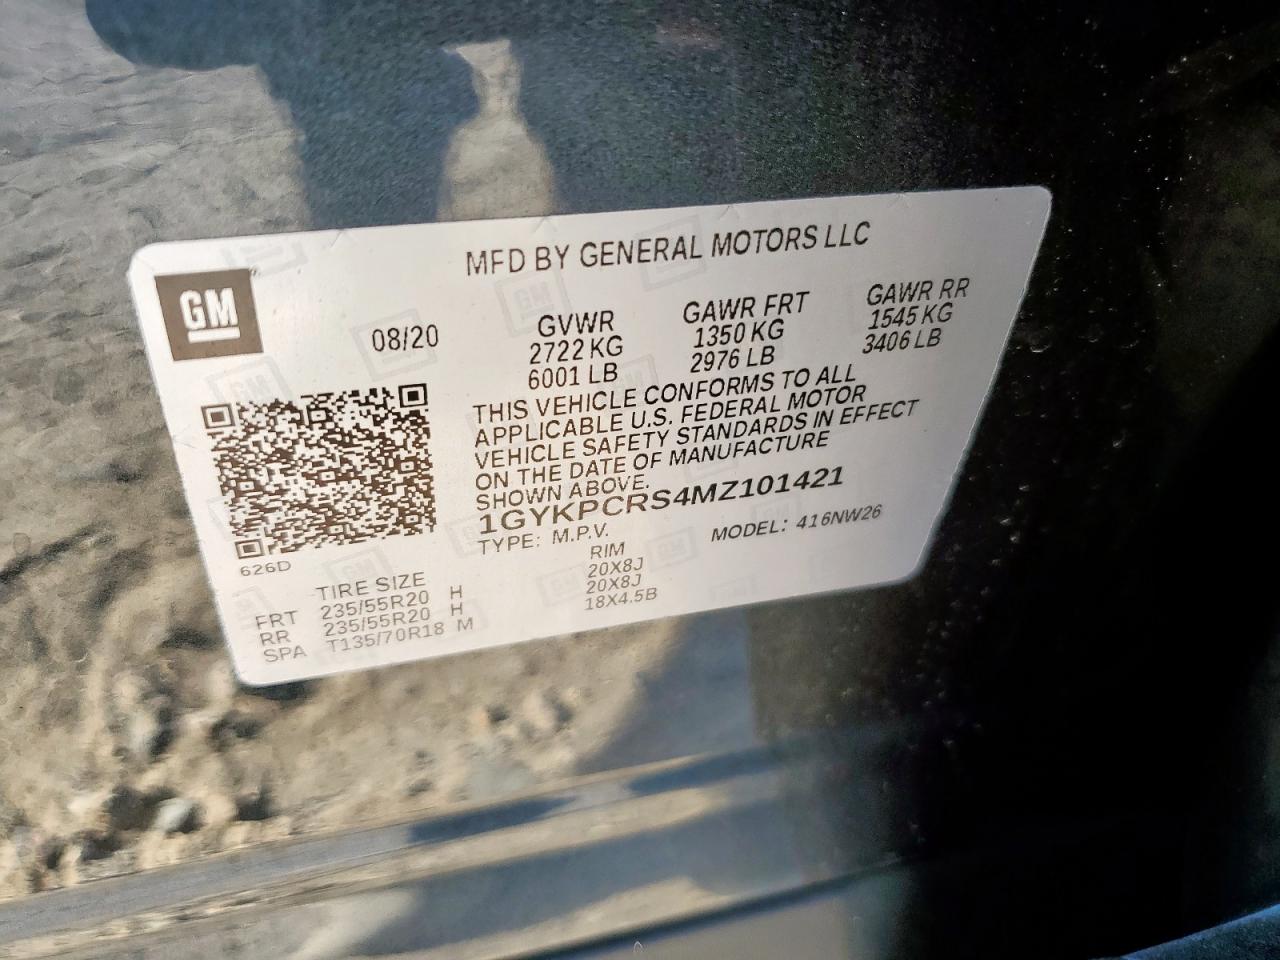 MFD BY GENERAL MOTORS LLC
GM
08/20
GVWR
2722 KG
6001 LB
GAWR FRT
1350 KG
2976 LB
GAWR RR
1545 KG
3406 LB
THIS VEHICLE CONFORMS TO ALL
APPLICABLE U.S. FEDERAL MOTOR
VEHICLE SAFETY STANDARDS IN EFFECT
ON THE DATE OF MANUFACTURE
SHOWN ABOVE.
1GYKPCRS4MZ101421
TYPE: M.P.V.
MODEL: 416NW26
626D
TIRE SIZE RIM
FRT 235/55R20 H 20X8J
RR 235/55R20 H 20X8J
SPA T135/70R18 M 18X4.5B